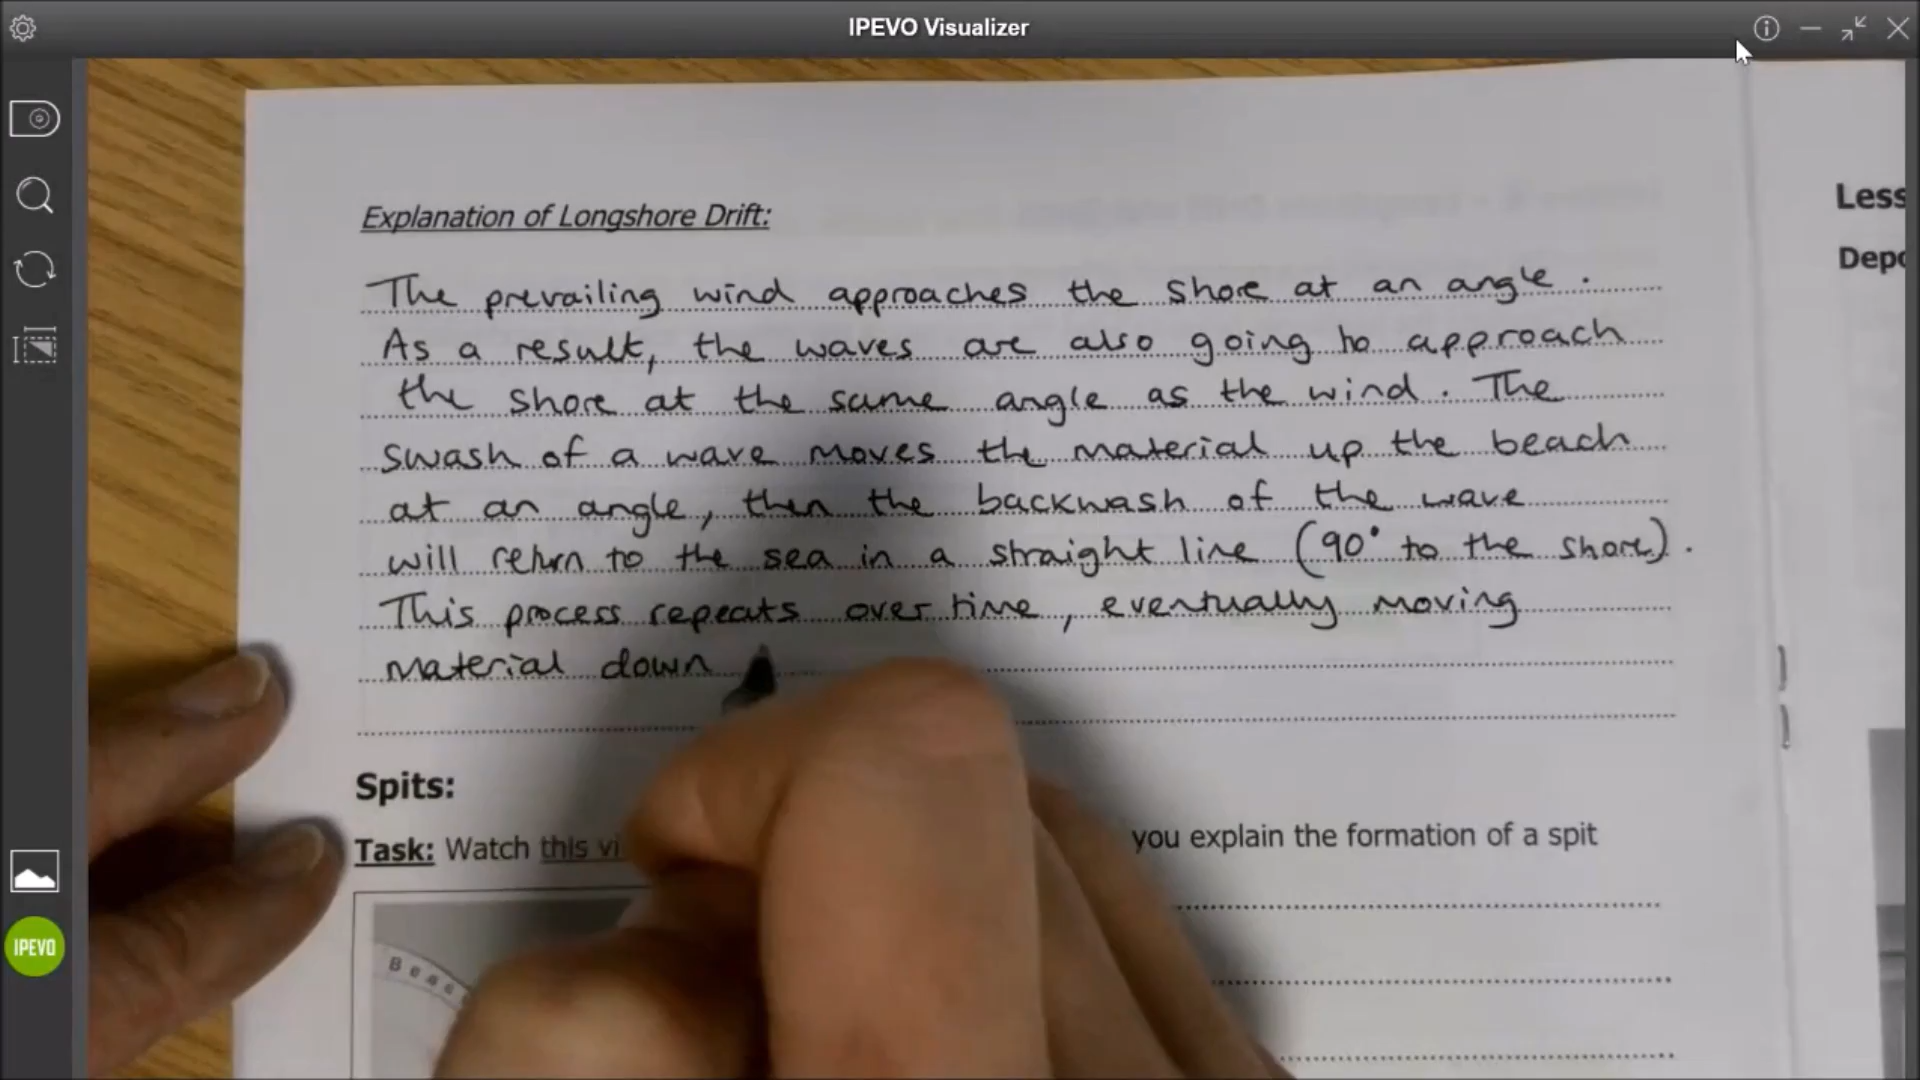 IPEVO Visualizer
Explanation of Longshore Drift:
The prevailing wind approaches the shore at an angle.
As a result, the waves are also going to approach
the shore at the same angle as the wind. The
swash of a wave moves the material up the beach
at an angle, then the backwash of the wave
will return to the sea in a straight line (90° to the shore).
This process repeats over time, eventually moving
material down
Spits:
Task: Watch this vi
you explain the formation of a spit
Less
Depo
IPEVO